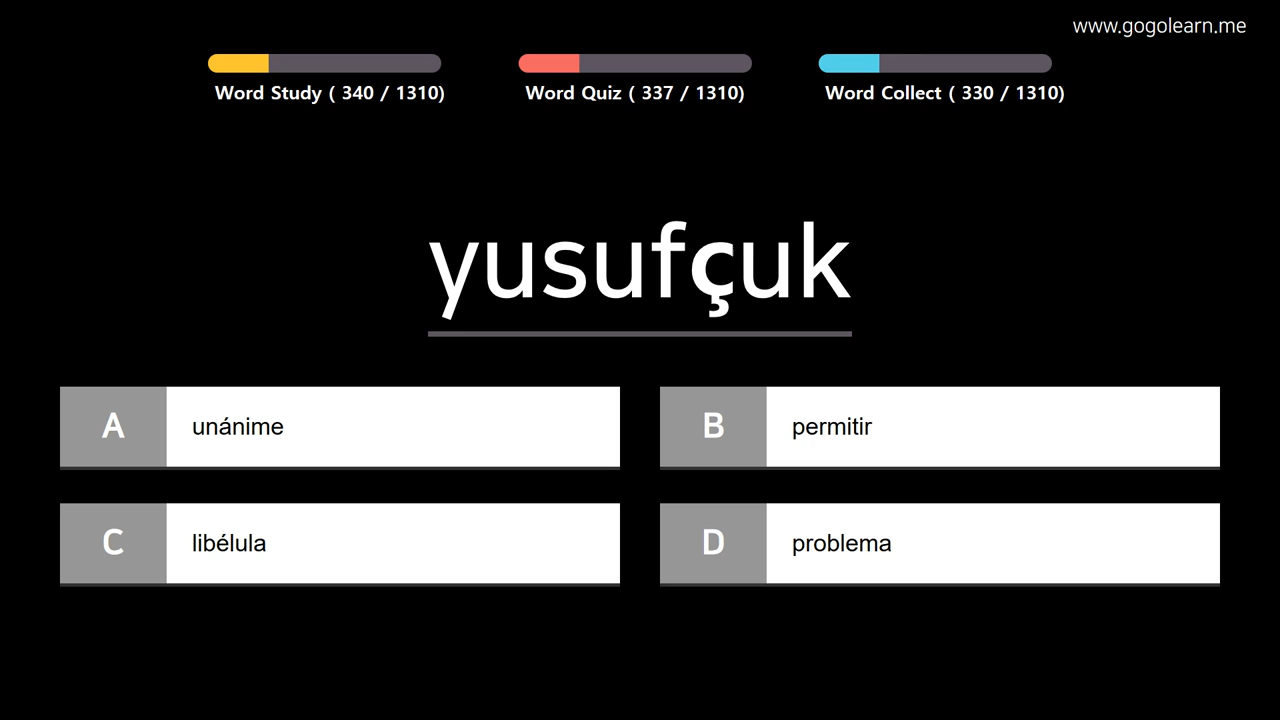 www.gogolearn.me
Word Study ( 340 / 1310)
Word Quiz ( 337 / 1310)
Word Collect ( 330 / 1310)
yusufçuk
A
unánime
B
permitir
C
libélula
D
problema